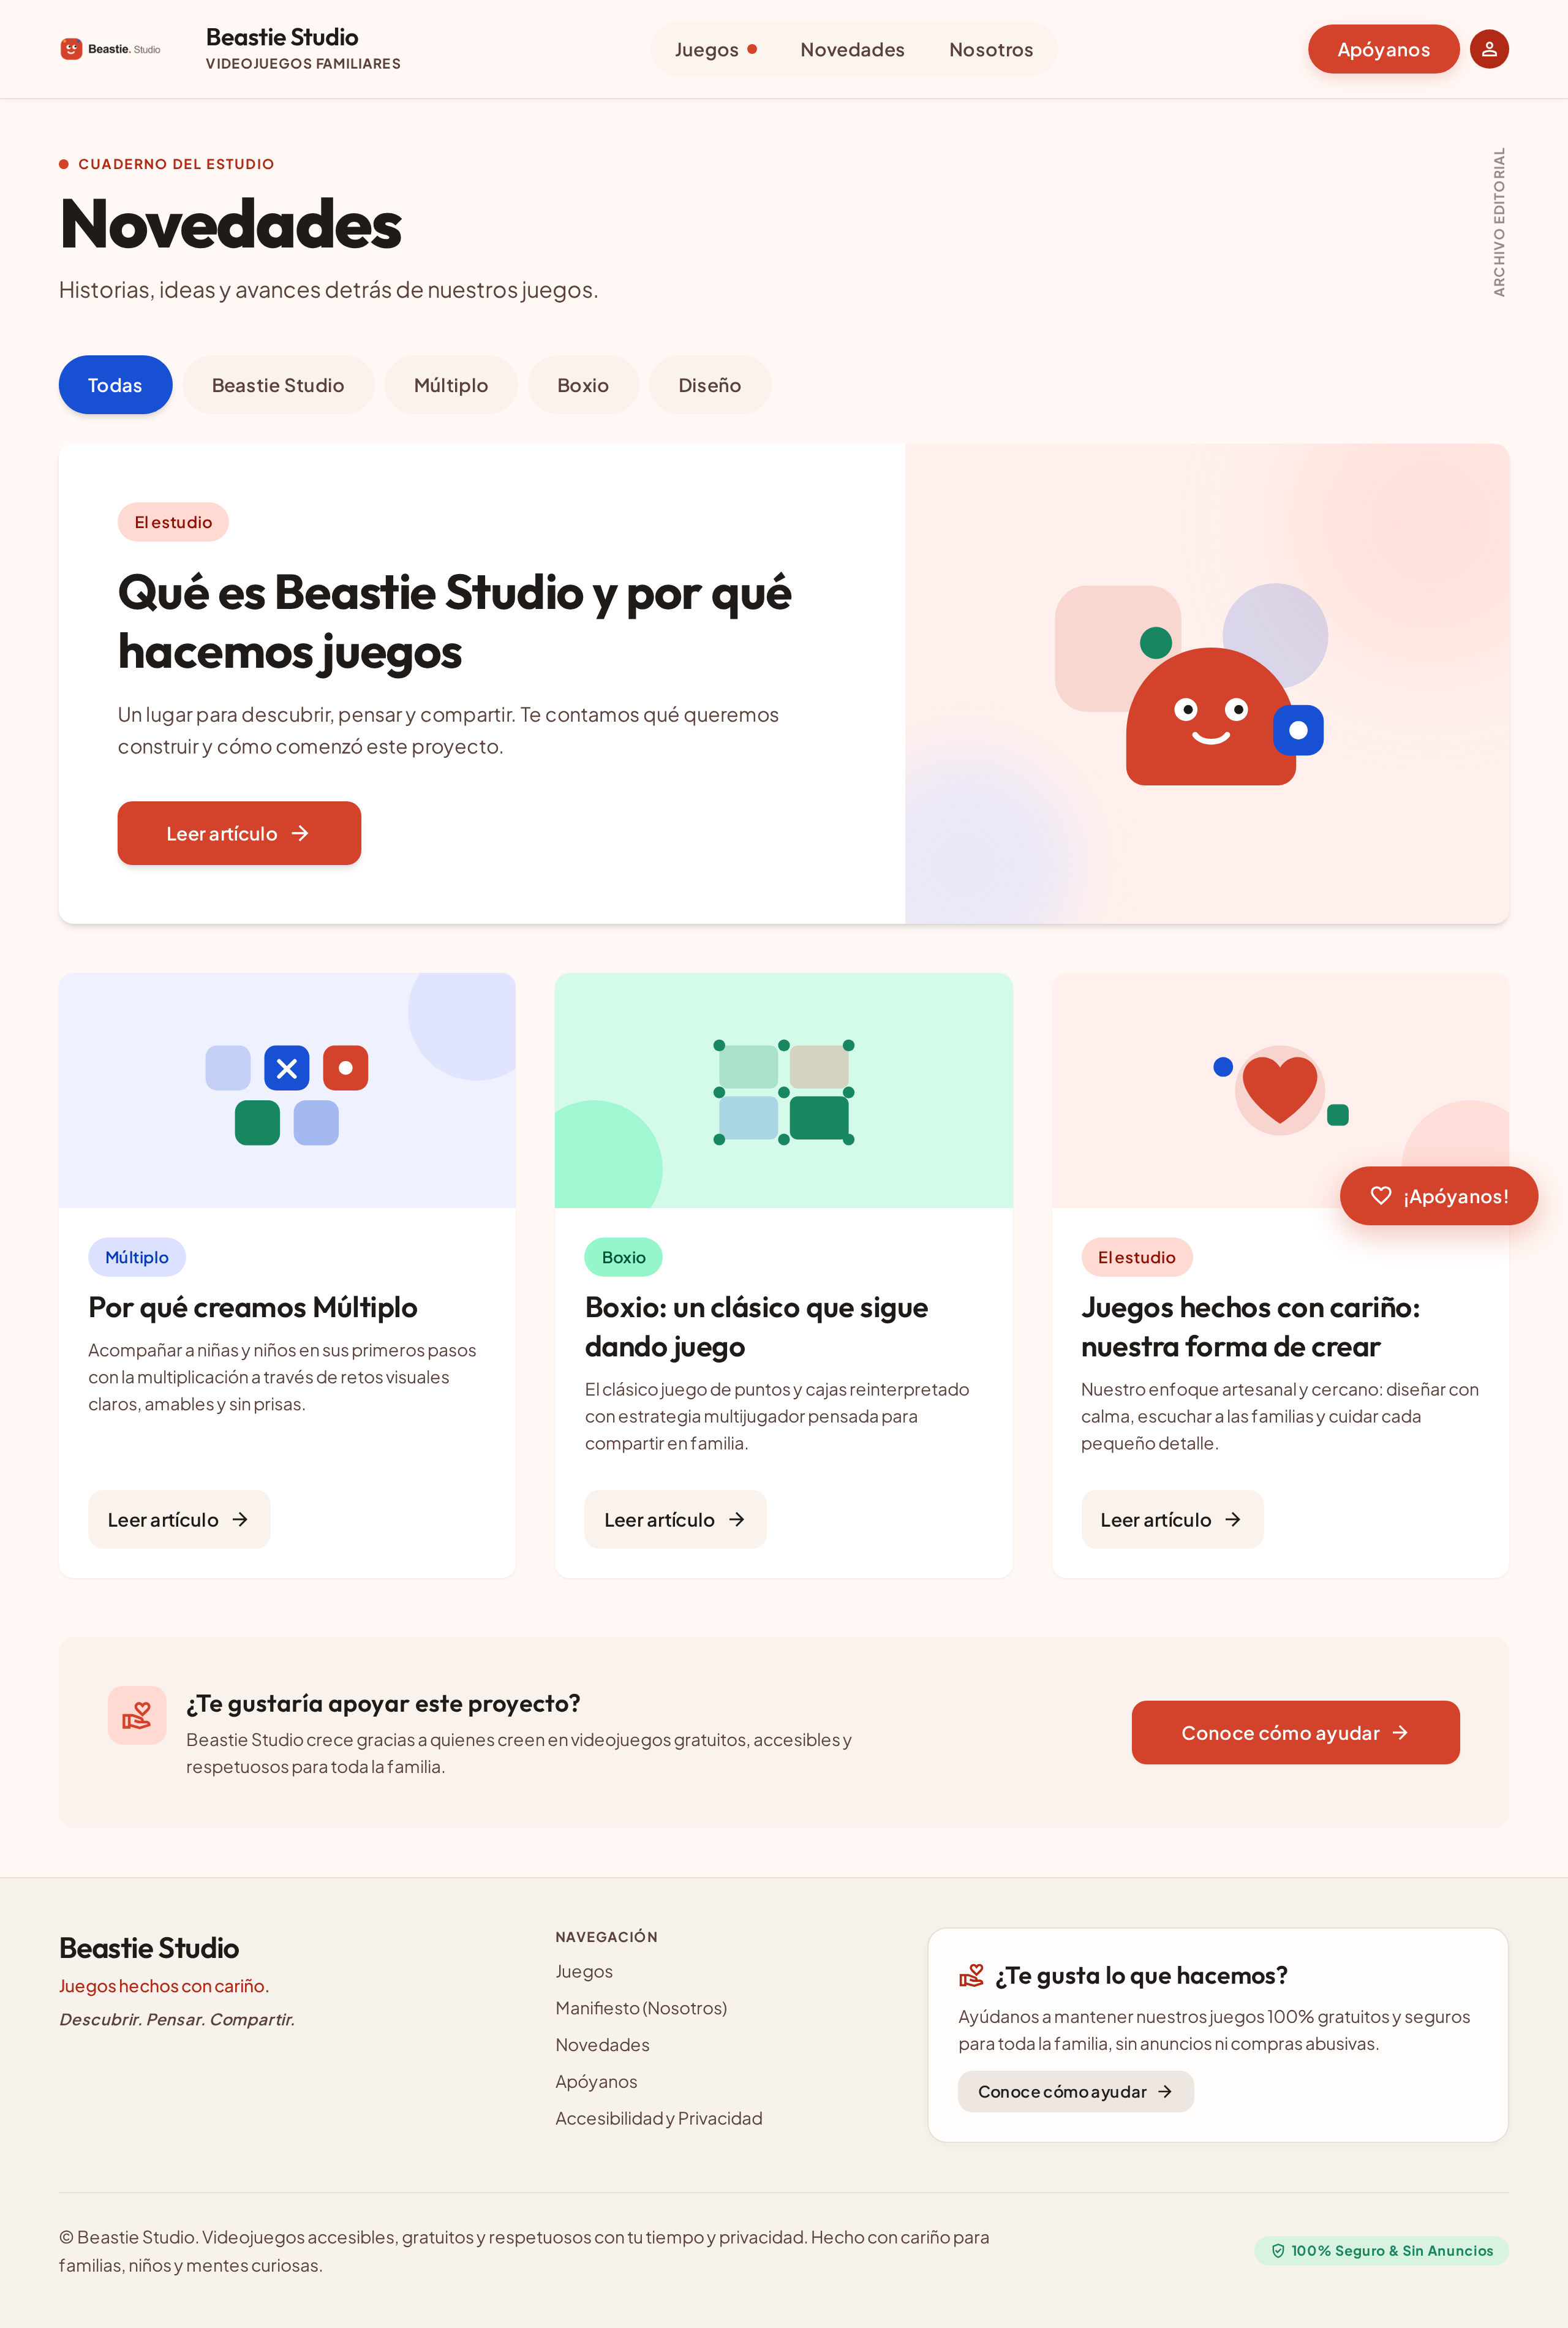 Beastie. Studio
Beastie Studio
VIDEOJUEGOS FAMILIARES
Juegos
Novedades
Nosotros
Apóyanos
CUADERNO DEL ESTUDIO
Novedades
Historias, ideas y avances detrás de nuestros juegos.
ARCHIVO EDITORIAL
Todas
Beastie Studio
Múltiplo
Boxio
Diseño
El estudio
Qué es Beastie Studio y por qué
hacemos juegos
Un lugar para descubrir, pensar y compartir. Te contamos qué queremos
construir y cómo comenzó este proyecto.
Leer artículo
Múltiplo
Por qué creamos Múltiplo
Acompañar a niñas y niños en sus primeros pasos
con la multiplicación a través de retos visuales
claros, amables y sin prisas.
Leer artículo
Boxio
Boxio: un clásico que sigue
dando juego
El clásico juego de puntos y cajas reinterpretado
con estrategia multijugador pensada para
compartir en familia.
Leer artículo
¡Apóyanos!
El estudio
Juegos hechos con cariño:
nuestra forma de crear
Nuestro enfoque artesanal y cercano: diseñar con
calma, escuchar a las familias y cuidar cada
pequeño detalle.
Leer artículo
¿Te gustaría apoyar este proyecto?
Beastie Studio crece gracias a quienes creen en videojuegos gratuitos, accesibles y
respetuosos para toda la familia.
Conoce cómo ayudar
Beastie Studio
Juegos hechos con cariño.
Descubrir. Pensar. Compartir.
NAVEGACIÓN
Juegos
Manifiesto (Nosotros)
Novedades
Apóyanos
Accesibilidad y Privacidad
¿Te gusta lo que hacemos?
Ayúdanos a mantener nuestros juegos 100% gratuitos y seguros
para toda la familia, sin anuncios ni compras abusivas.
Conoce cómo ayudar
© Beastie Studio. Videojuegos accesibles, gratuitos y respetuosos con tu tiempo y privacidad. Hecho con cariño para
familias, niños y mentes curiosas.
100% Seguro & Sin Anuncios